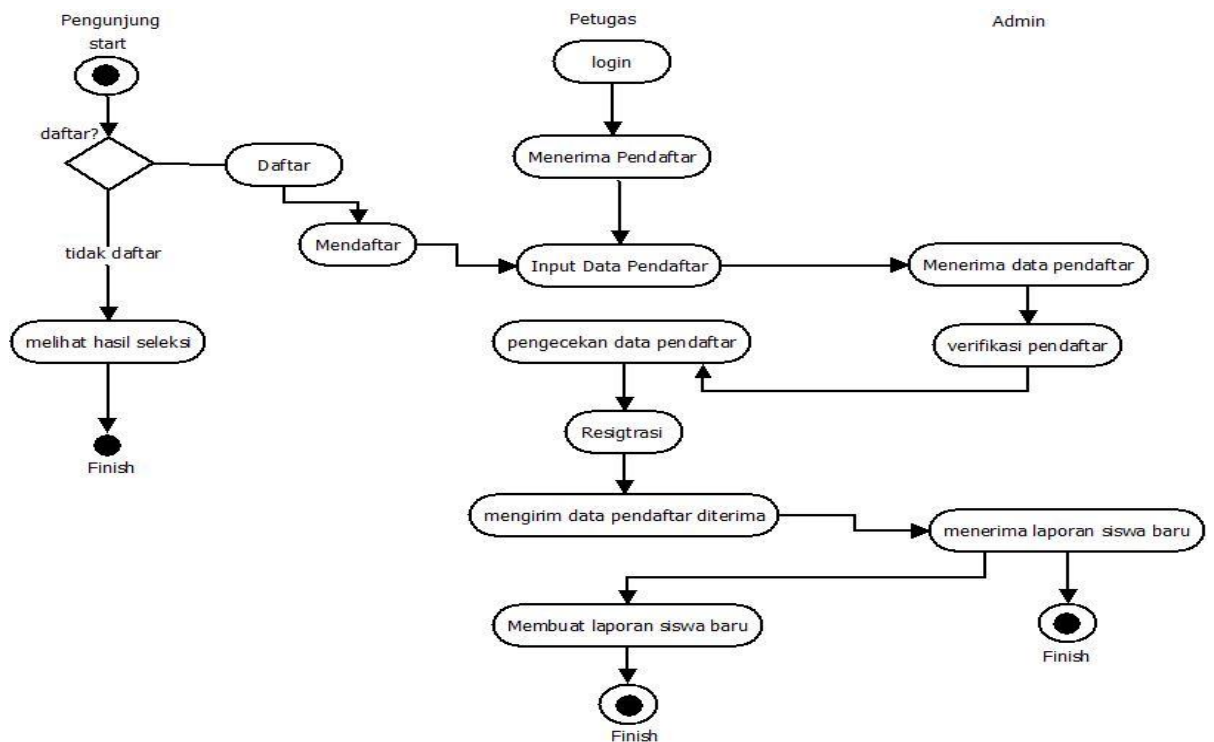 Pengunjung
start
Petugas
Admin
login
daftar?
Daftar
Menerima Pendaftar
Mendaftar
tidak daftar
Input Data Pendaftar
Menerima data pendaftar
melihat hasil seleksi
pengecekan data pendaftar
verifikasi pendaftar
Resigtrasi
Finish
mengirim data pendaftar diterima
menerima laporan siswa baru
Membuat laporan siswa baru
Finish
Finish